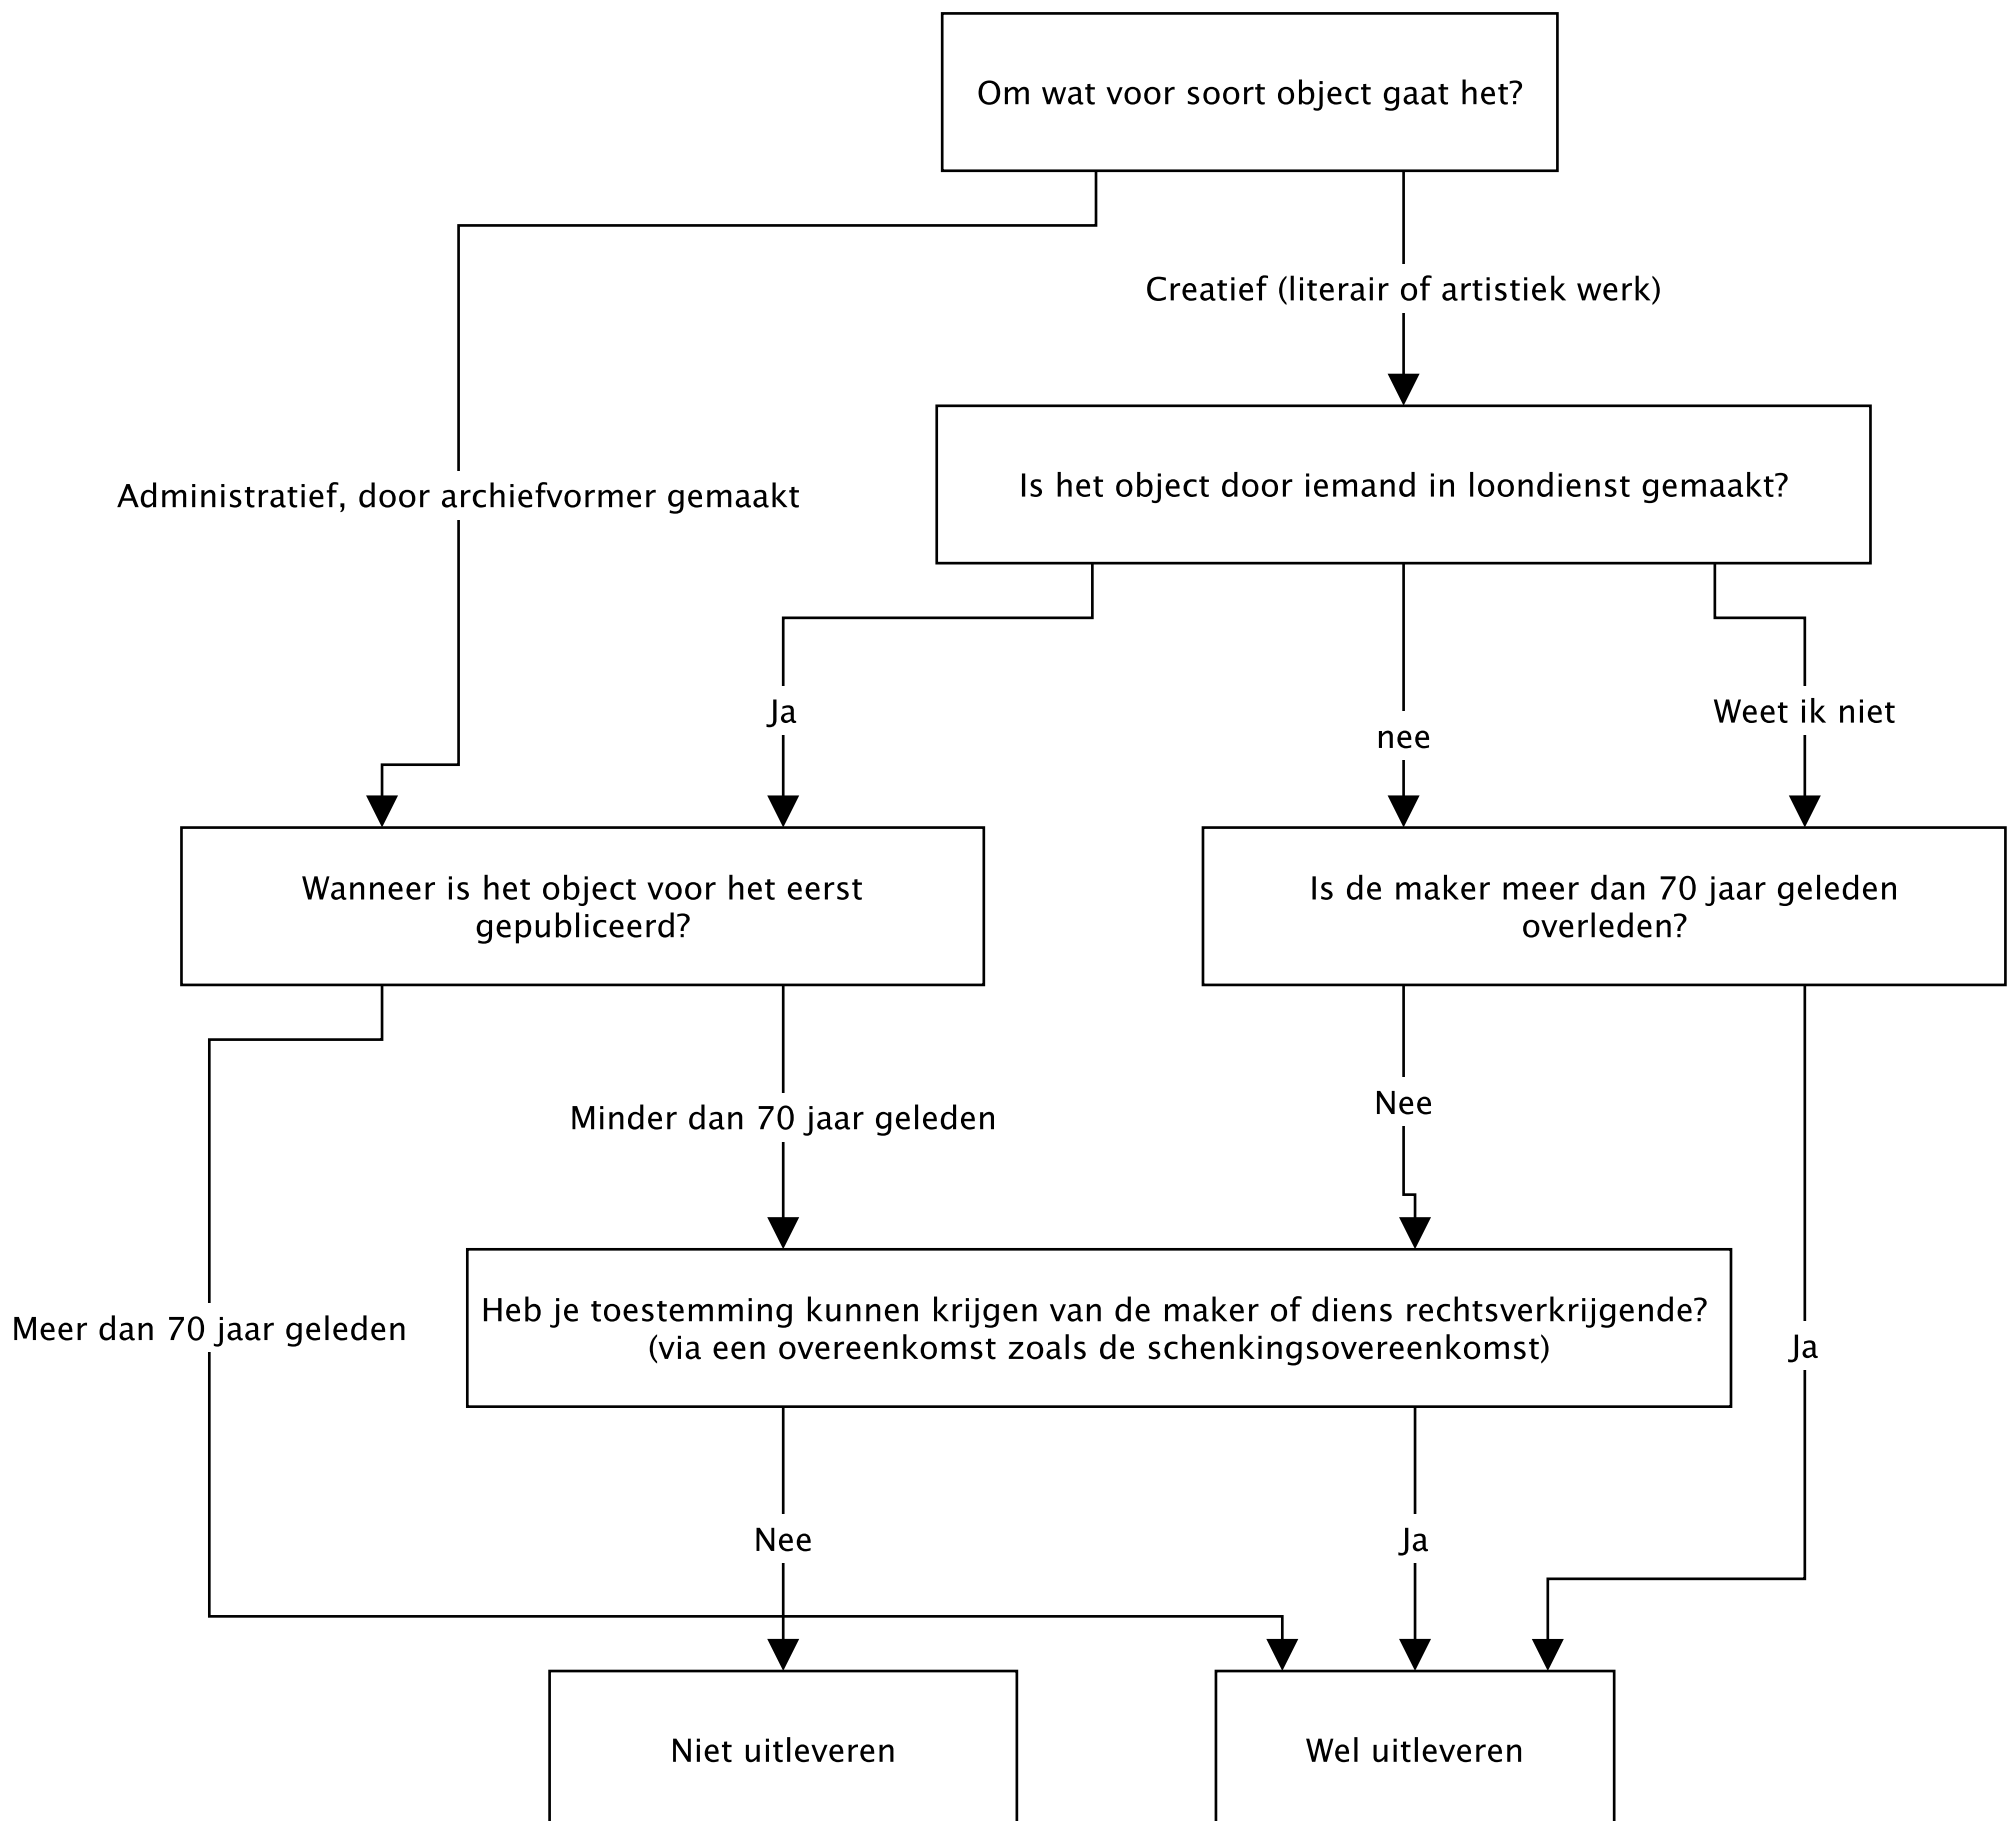 Om wat voor soort object gaat het?
Creatief (literair of artistiek werk)
Administratief, door archiefvormer gemaakt
Is het object door iemand in loondienst gemaakt?
Ja
nee
Weet ik niet
Wanneer is het object voor het eerst
gepubliceerd?
Is de maker meer dan 70 jaar geleden
overleden?
Minder dan 70 jaar geleden
Nee
Meer dan 70 jaar geleden
Heb je toestemming kunnen krijgen van de maker of diens rechtsverkrijgende?
(via een overeenkomst zoals de schenkingsovereenkomst)
Ja
Nee
Ja
Niet uitleveren
Wel uitleveren